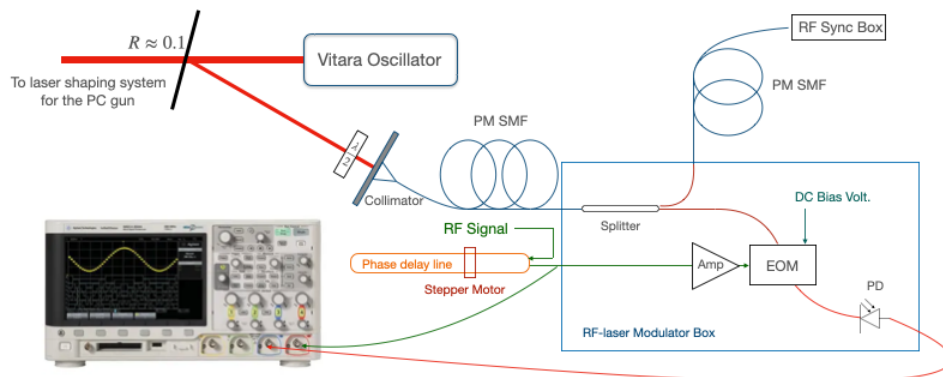 R ≈ 0.1
Vitara Oscillator
RF Sync Box
To laser shaping system
for the PC gun
PM SMF
PM SMF
λ/2
Collimator
Splitter
DC Bias Volt.
RF Signal
Phase delay line
Stepper Motor
Amp
EOM
PD
RF-laser Modulator Box